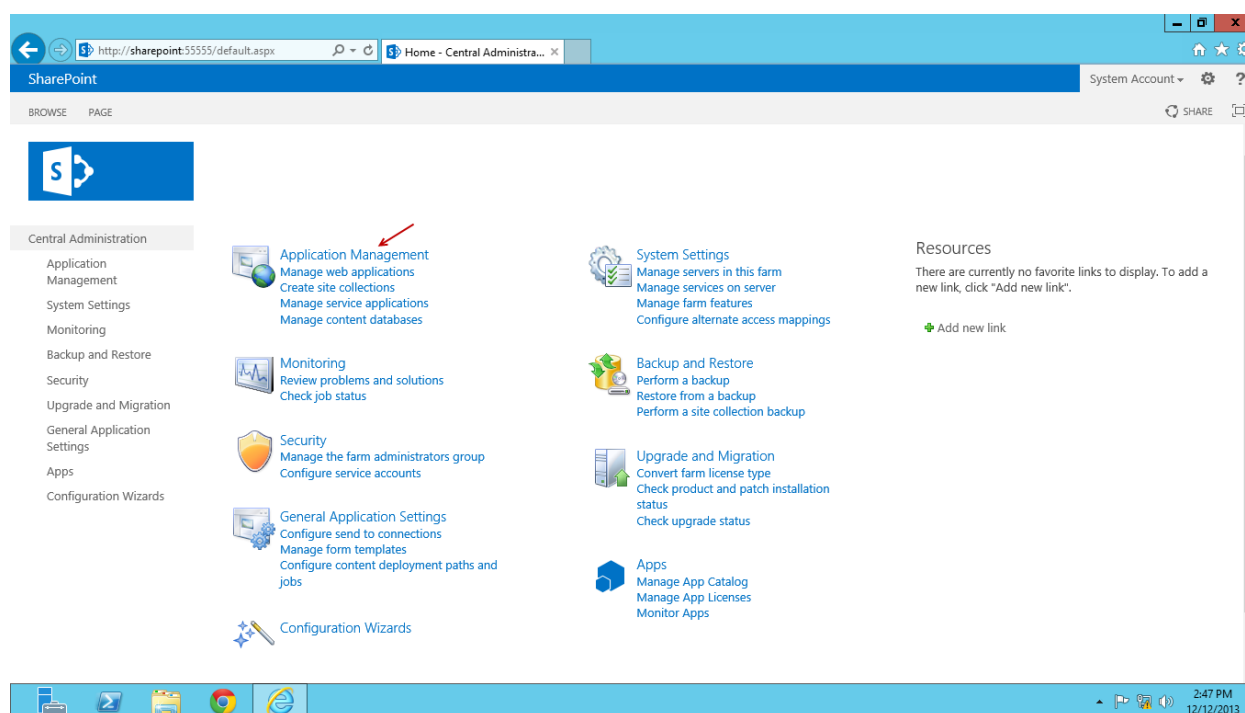 http://sharepoint:55555/default.aspx
Home - Central Administra...
SharePoint
System Account
?
BROWSE PAGE
SHARE
S
Central Administration
Application
Management
System Settings
Monitoring
Backup and Restore
Security
Upgrade and Migration
General Application
Settings
Apps
Configuration Wizards
Application Management
Manage web applications
Create site collections
Manage service applications
Manage content databases
Monitoring
Review problems and solutions
Check job status
Security
Manage the farm administrators group
Configure service accounts
General Application Settings
Configure send to connections
Manage form templates
Configure content deployment paths and
jobs
Configuration Wizards
System Settings
Manage servers in this farm
Manage services on server
Manage farm features
Configure alternate access mappings
Backup and Restore
Perform a backup
Restore from a backup
Perform a site collection backup
Upgrade and Migration
Convert farm license type
Check product and patch installation
status
Check upgrade status
Apps
Manage App Catalog
Manage App Licenses
Monitor Apps
Resources
There are currently no favorite links to display. To add a
new link, click "Add new link".
Add new link
2:47 PM
12/12/2013